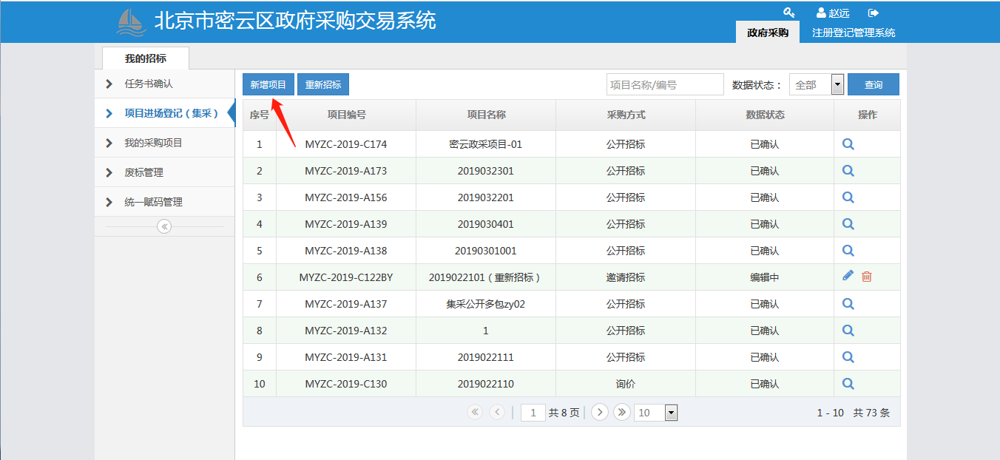 北京市密云区政府采购交易系统
赵远
政府采购
注册登记管理系统
我的招标
任务书确认
项目进场登记（集采）
我的采购项目
废标管理
统一赋码管理
新增项目 重新招标 项目名称/编号 数据状态： 全部 查询
序号 项目编号 项目名称 采购方式 数据状态 操作
1 MYZC-2019-C174 密云政采项目-01 公开招标 已确认
2 MYZC-2019-A173 2019032301 公开招标 已确认
3 MYZC-2019-A156 2019032201 公开招标 已确认
4 MYZC-2019-A139 2019030401 公开招标 已确认
5 MYZC-2019-A138 20190301001 公开招标 已确认
6 MYZC-2019-C122BY 2019022101（重新招标） 邀请招标 编辑中
7 MYZC-2019-A137 集采公开多包zy02 公开招标 已确认
8 MYZC-2019-A132 1 公开招标 已确认
9 MYZC-2019-A131 2019022111 公开招标 已确认
10 MYZC-2019-C130 2019022110 询价 已确认
1 共 8 页 10 1 - 10 共 73 条